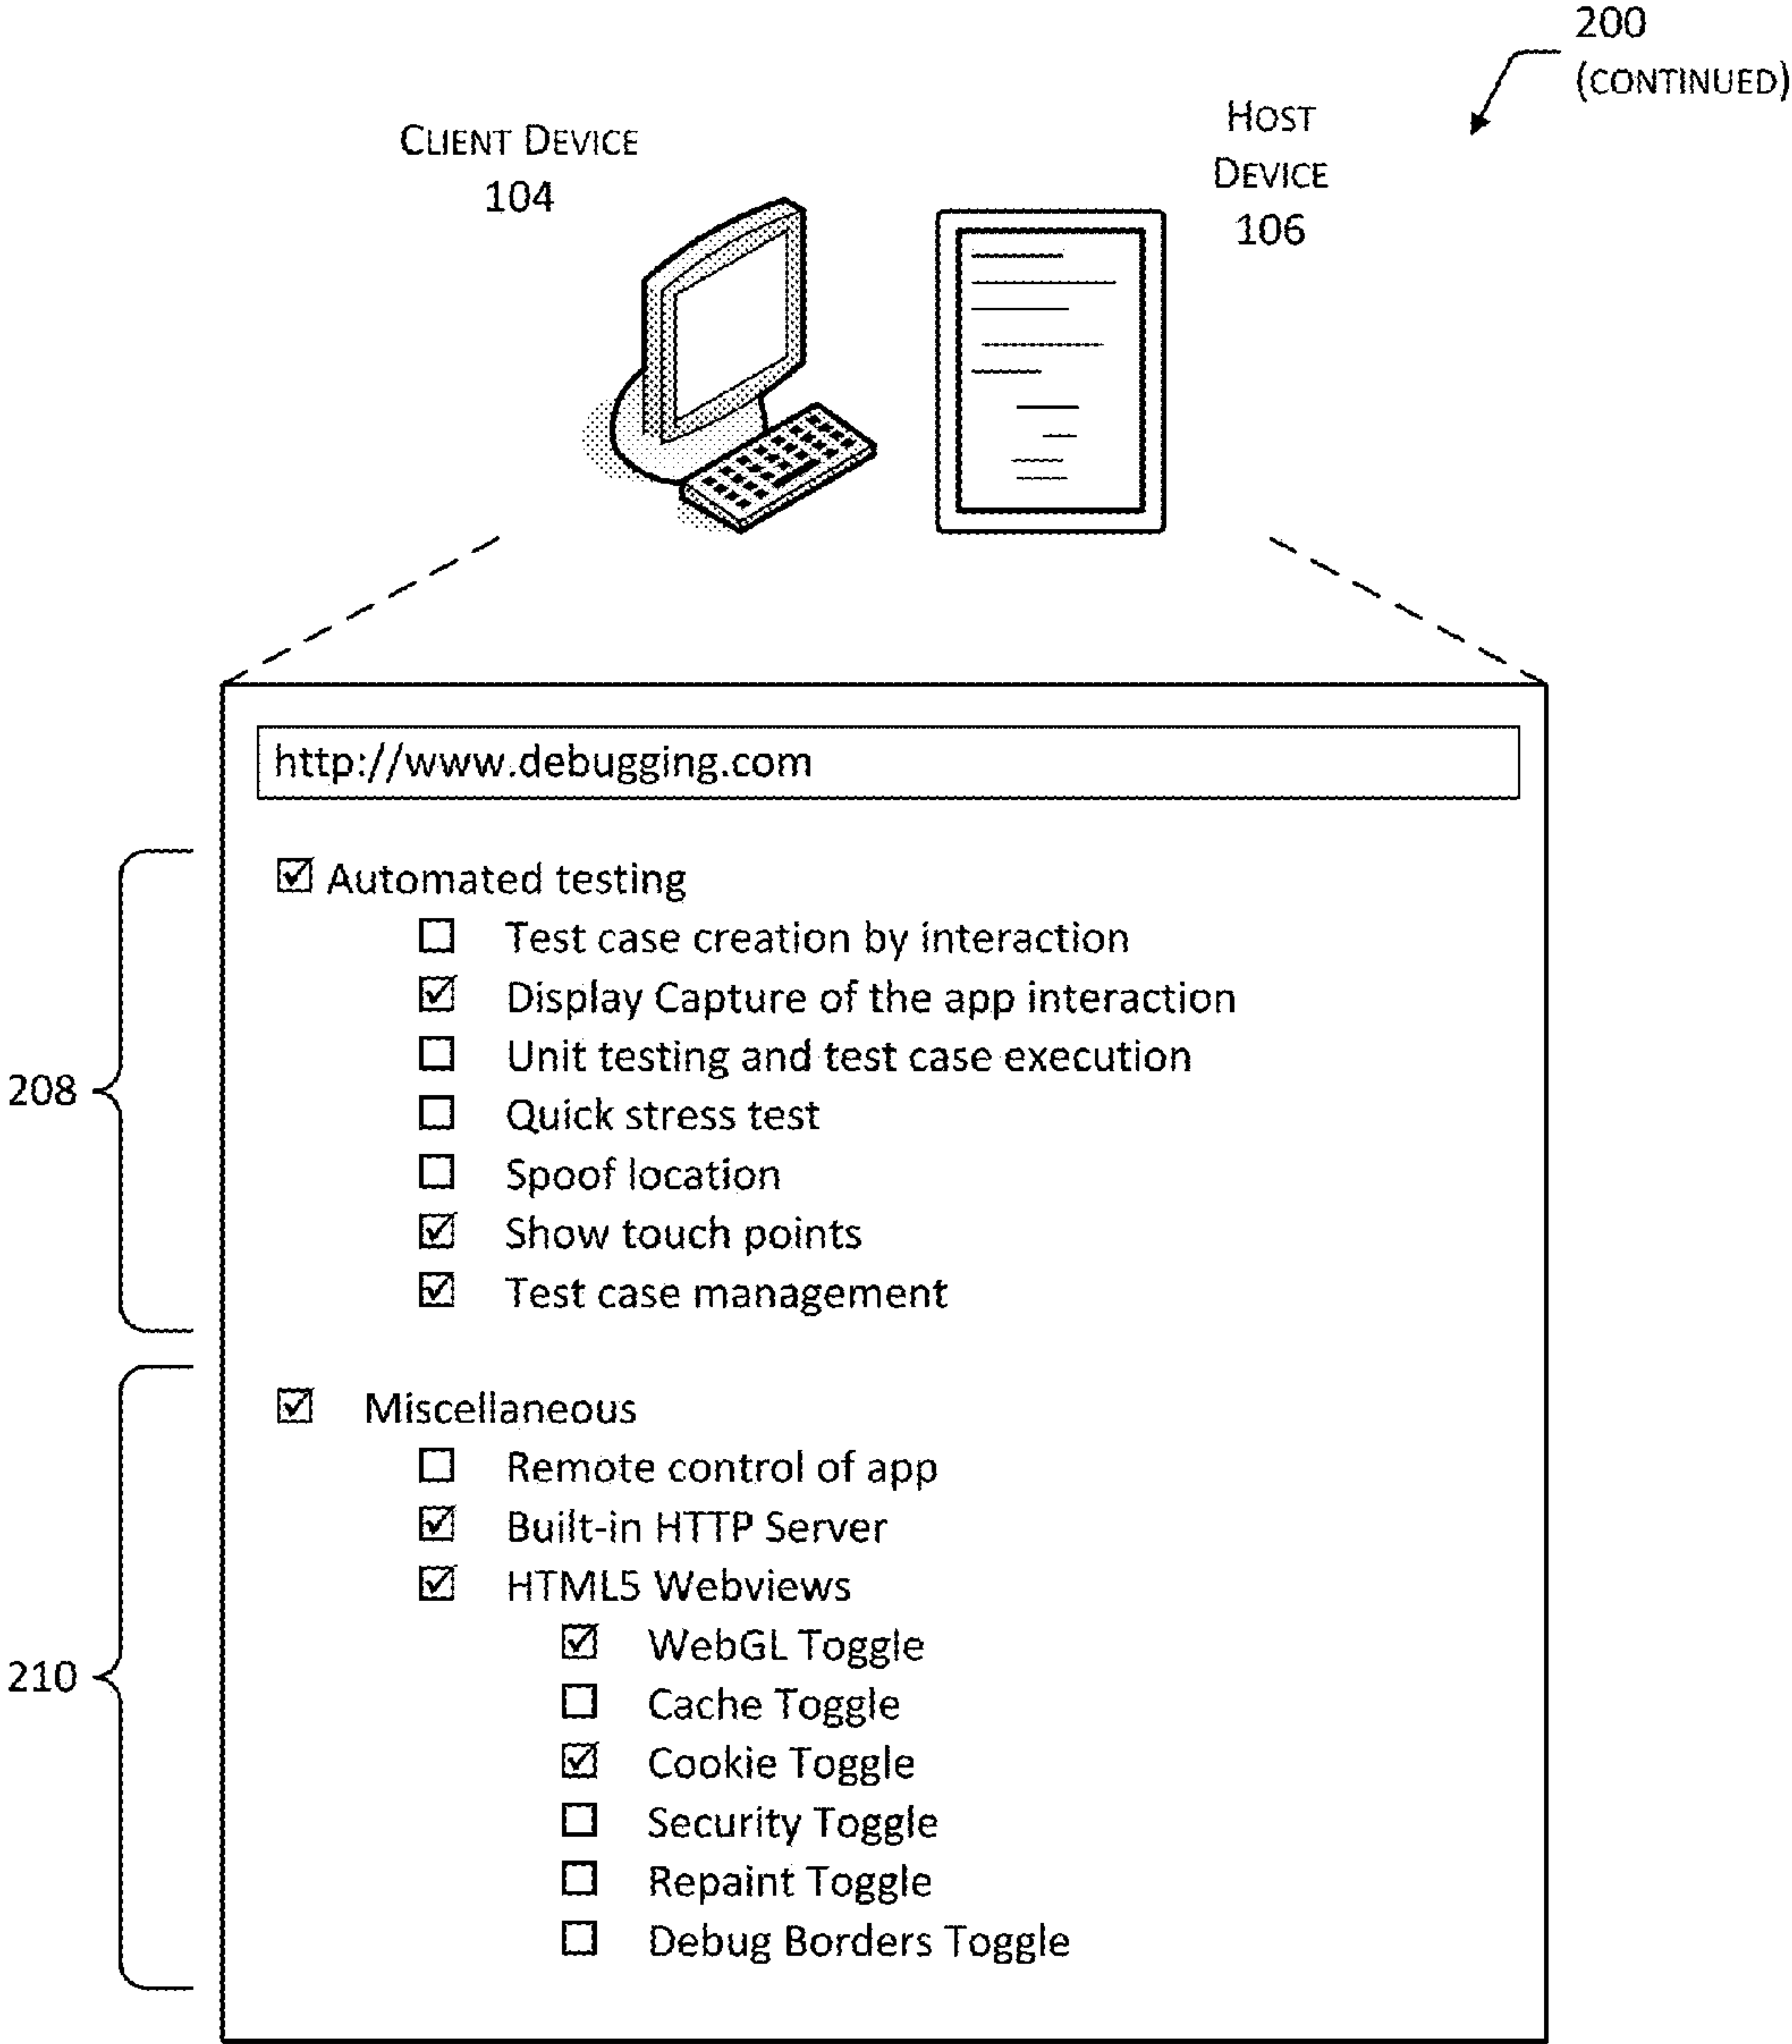 200
(CONTINUED)
CLIENT DEVICE
104
HOST
DEVICE
106
http://www.debugging.com
208
Automated testing
Test case creation by interaction
Display Capture of the app interaction
Unit testing and test case execution
Quick stress test
Spoof location
Show touch points
Test case management
210
Miscellaneous
Remote control of app
Built-in HTTP Server
HTML5 Webviews
WebGL Toggle
Cache Toggle
Cookie Toggle
Security Toggle
Repaint Toggle
Debug Borders Toggle